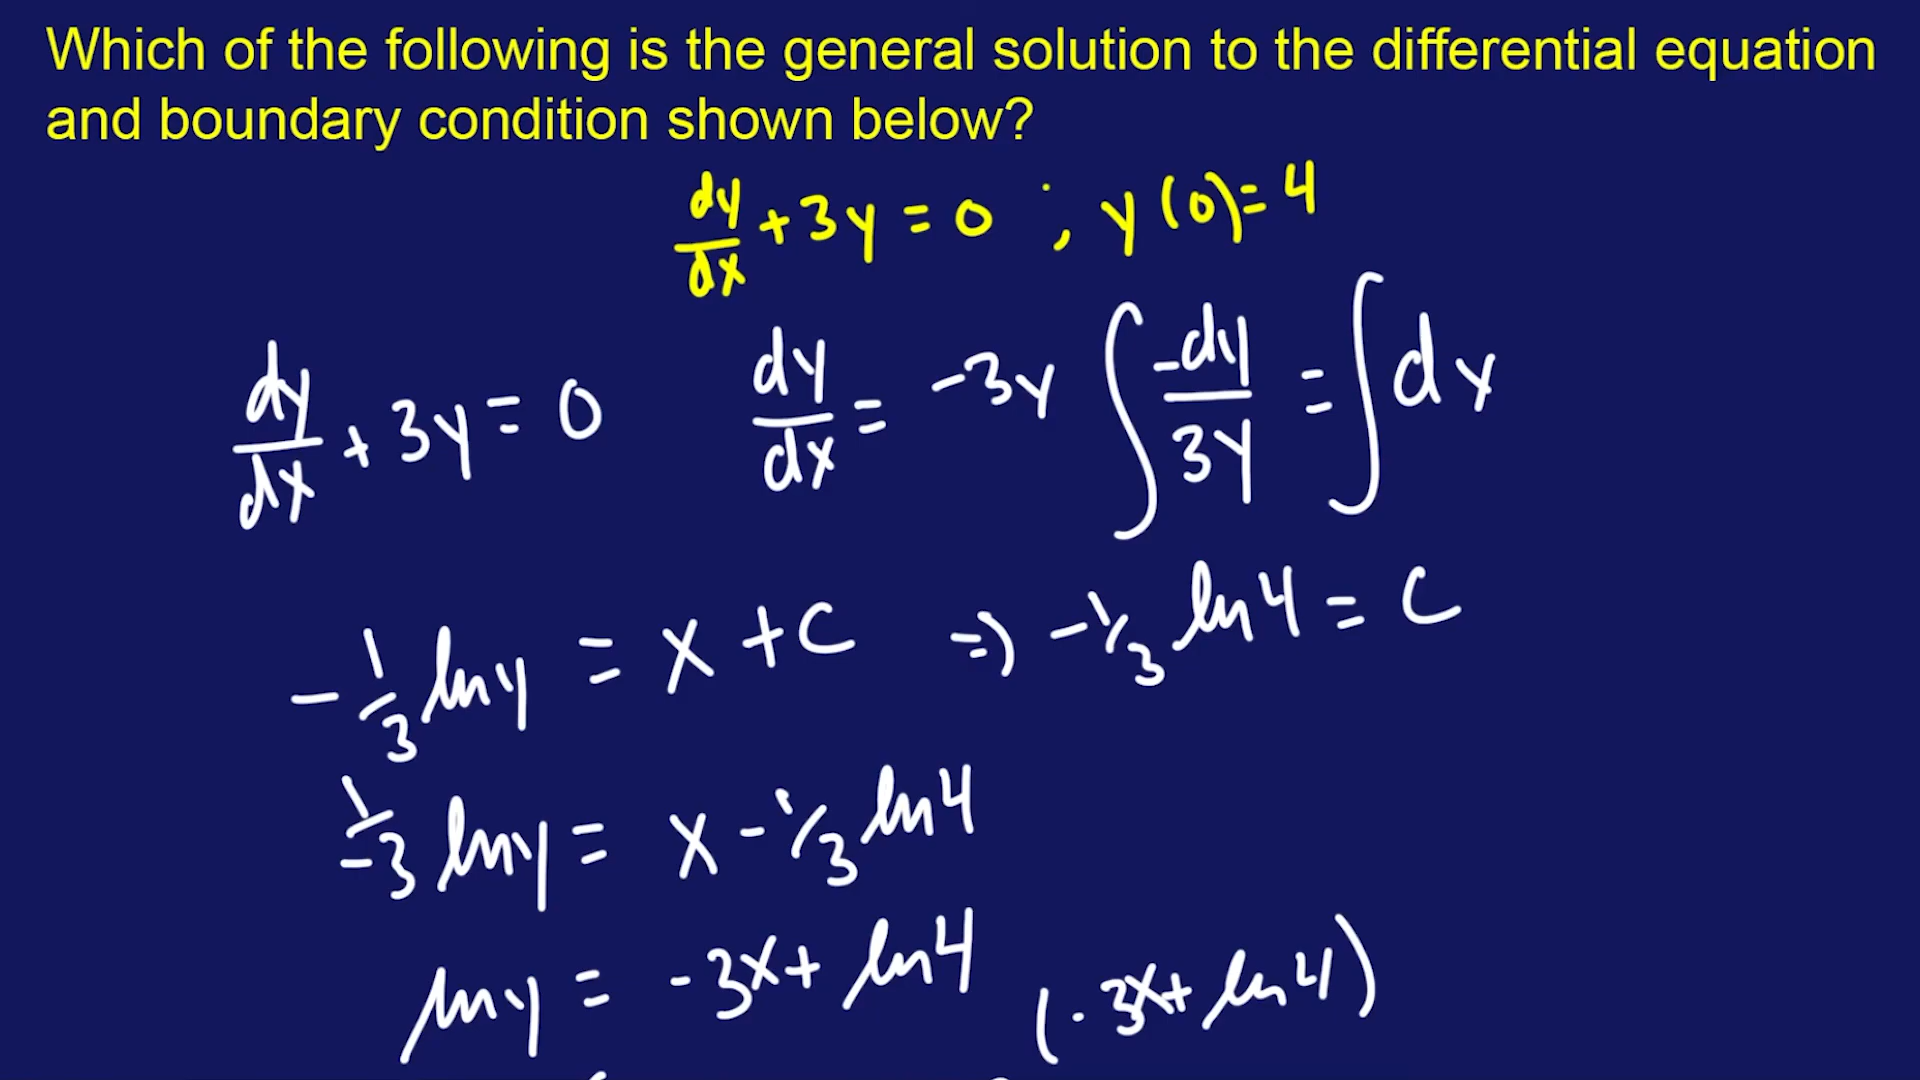 Which of the following is the general solution to the differential equation
and boundary condition shown below?
dy/dx + 3y = 0 ; y(0) = 4
dy/dx + 3y = 0   dy/dx = -3y   ∫ -dy/3y = ∫ dx
- 1/3 ln y = x + c ⇒ - 1/3 ln 4 = c
1/-3 ln y = x - 1/3 ln 4
ln y = -3x + ln 4   (-3x + ln 4)